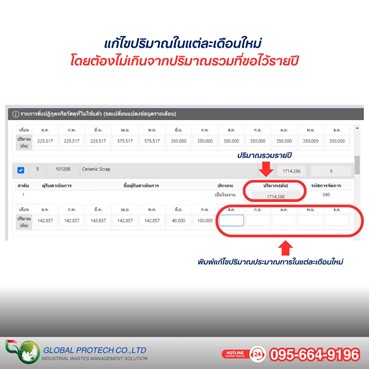 แก้ไขปริมาณในแต่ละเดือนใหม่
โดยต้องไม่เกินจากปริมาณรวมที่ขอไว้รายปี
รายการสิ่งปฏิกูลหรือวัสดุที่ไม่ใช้แล้ว (ขอเปลี่ยนแปลงข้อมูลรายเดือน)
เดือน ม.ค. ก.พ. มี.ค. เม.ย. พ.ค. มิ.ย. ก.ค. ส.ค. ก.ย. ต.ค. พ.ย. ธ.ค.
ปริมาณ (ตัน) 225.517 225.517 225.517 575.517 575.517 350.000 350.000 350.000 350.000 350.000 350.000 350.000
ปริมาณรวมรายปี
5 101208 Ceramic Scrap 1714.286 0
ลำดับ ผู้รับดำเนินการ ชื่อผู้รับดำเนินการ ประเภท ปริมาณ(ตัน) รหัสการจัดการ
1 เป็นโรงงาน 1714.286 049
เดือน ม.ค. ก.พ. มี.ค. เม.ย. พ.ค. มิ.ย. ก.ค. ส.ค. ก.ย. ต.ค. พ.ย. ธ.ค.
ปริมาณ (ตัน) 142.857 142.857 142.857 142.857 142.857 40.000 160.000
พิมพ์แก้ไขปริมาณประมาณการในแต่ละเดือนใหม่
GLOBAL PROTECH CO.,LTD
INDUSTRIAL WASTES MANAGEMENT SOLUTION
HOTLINE 24 095-664-9196